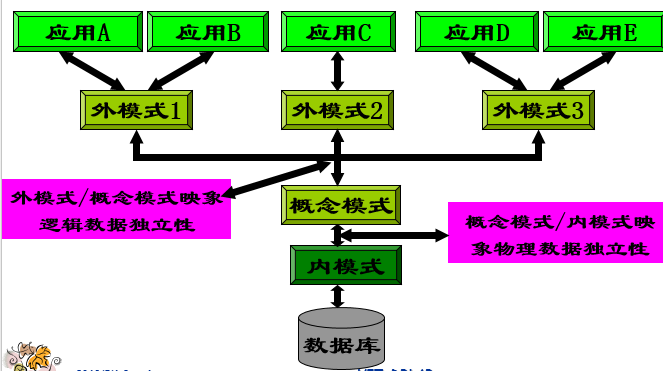 应用A
应用B
应用C
应用D
应用E
外模式1
外模式2
外模式3
外模式/概念模式映象
逻辑数据独立性
概念模式
概念模式/内模式映
象物理数据独立性
内模式
数据库